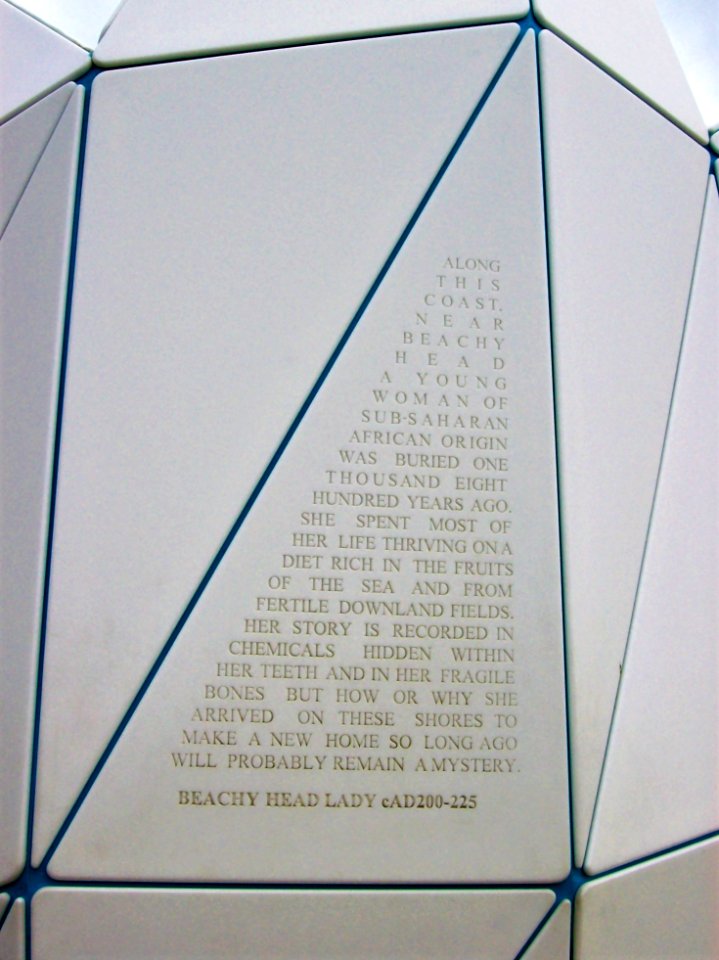 ALONG
THIS
COAST,
NEAR
BEACHY
HEAD
A YOUNG
WOMAN OF
SUB-SAHARAN
AFRICAN ORIGIN
WAS BURIED ONE
THOUSAND EIGHT
HUNDRED YEARS AGO.
SHE SPENT MOST OF
HER LIFE THRIVING ON A
DIET RICH IN THE FRUITS
OF THE SEA AND FROM
FERTILE DOWNLAND FIELDS.
HER STORY IS RECORDED IN
CHEMICALS HIDDEN WITHIN
HER TEETH AND IN HER FRAGILE
BONES BUT HOW OR WHY SHE
ARRIVED ON THESE SHORES TO
MAKE A NEW HOME SO LONG AGO
WILL PROBABLY REMAIN A MYSTERY.
BEACHY HEAD LADY cAD200-225